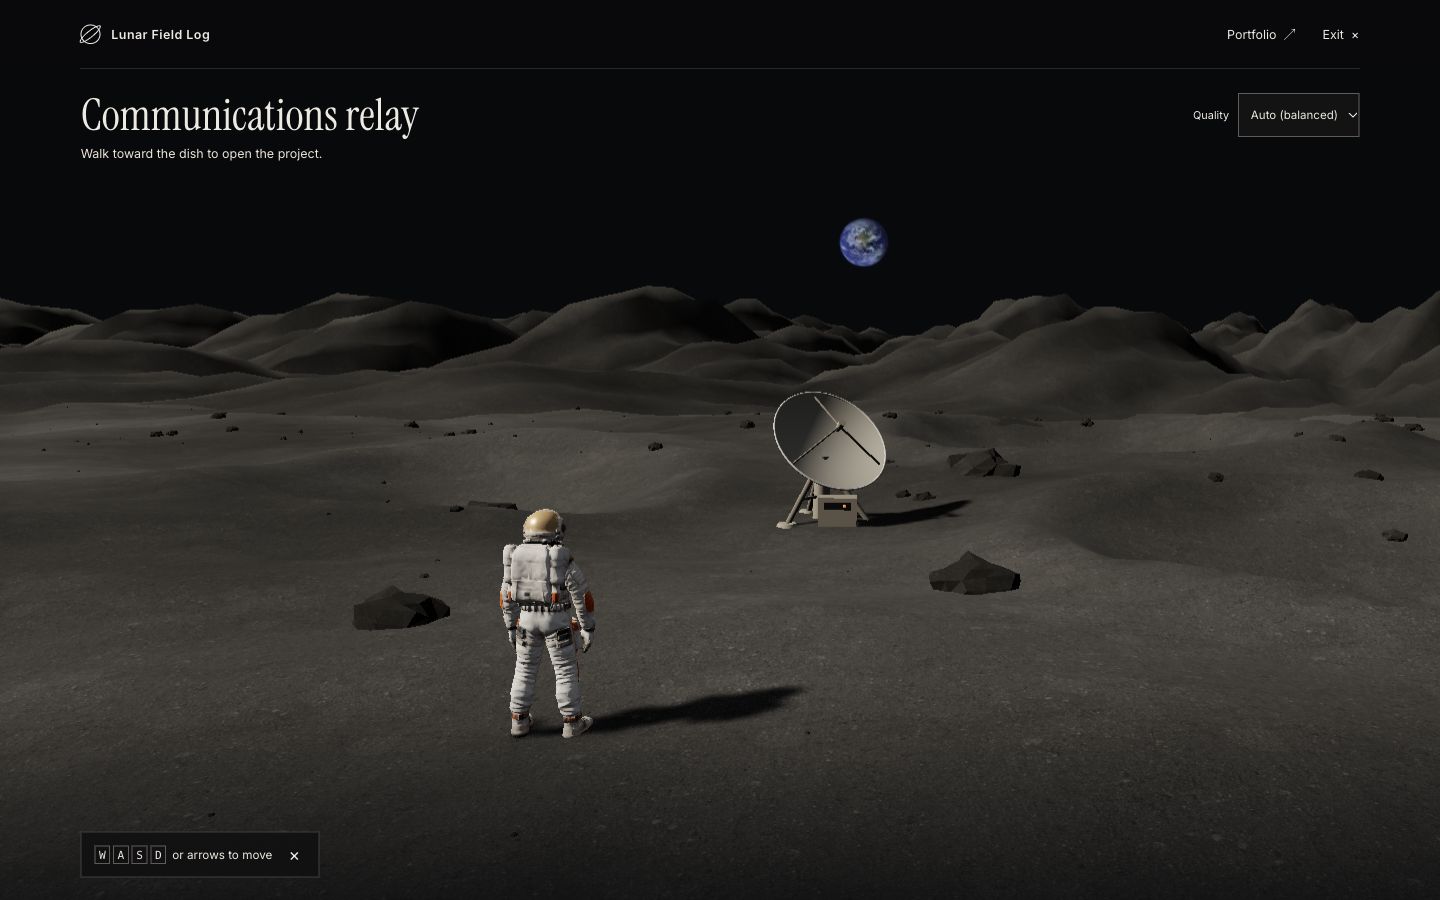 Lunar Field Log
Portfolio ↗
Exit ×
Communications relay
Quality
Auto (balanced)
Walk toward the dish to open the project.
W A S D or arrows to move ×